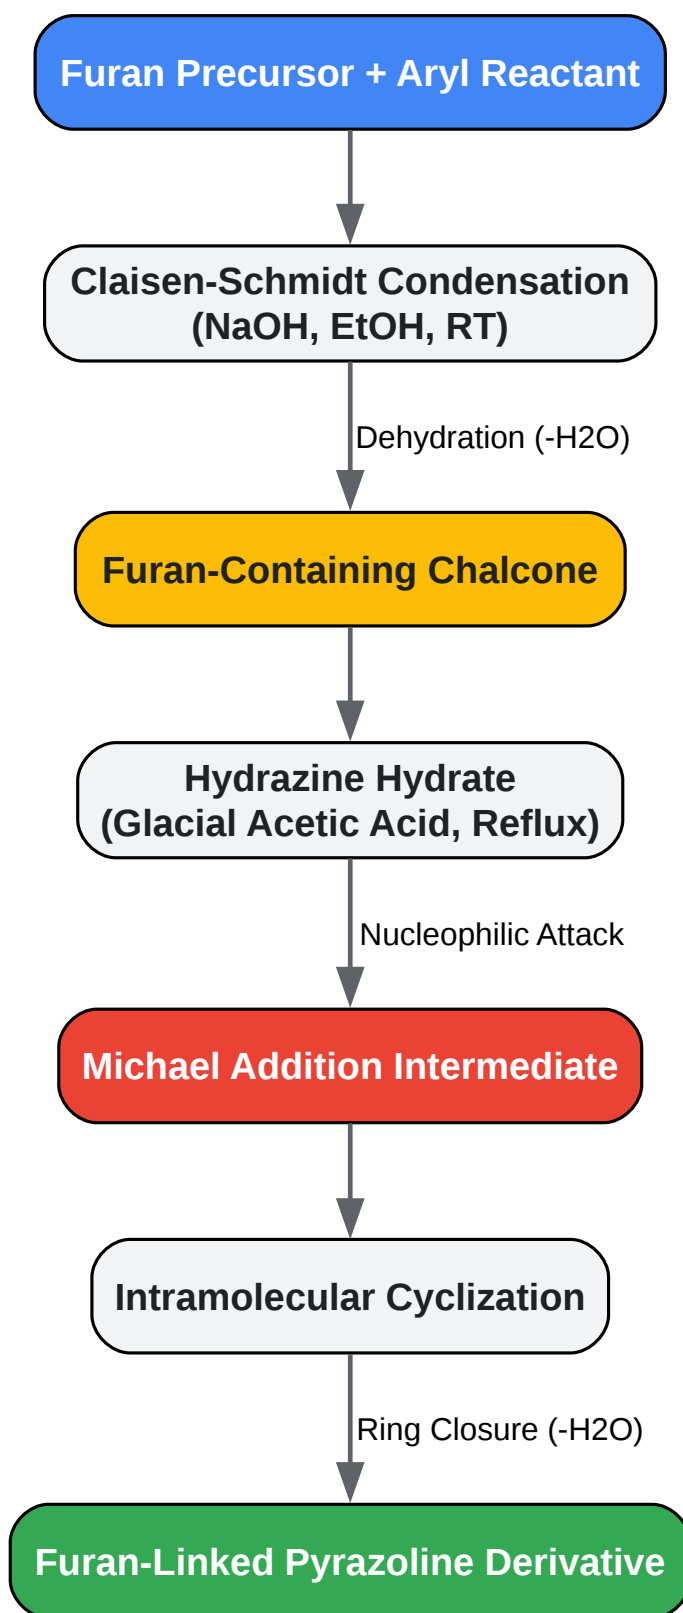 Furan Precursor + Aryl Reactant
Claisen-Schmidt Condensation
(NaOH, EtOH, RT)
Dehydration (-H2O)
Furan-Containing Chalcone
Hydrazine Hydrate
(Glacial Acetic Acid, Reflux)
Nucleophilic Attack
Michael Addition Intermediate
Intramolecular Cyclization
Ring Closure (-H2O)
Furan-Linked Pyrazoline Derivative